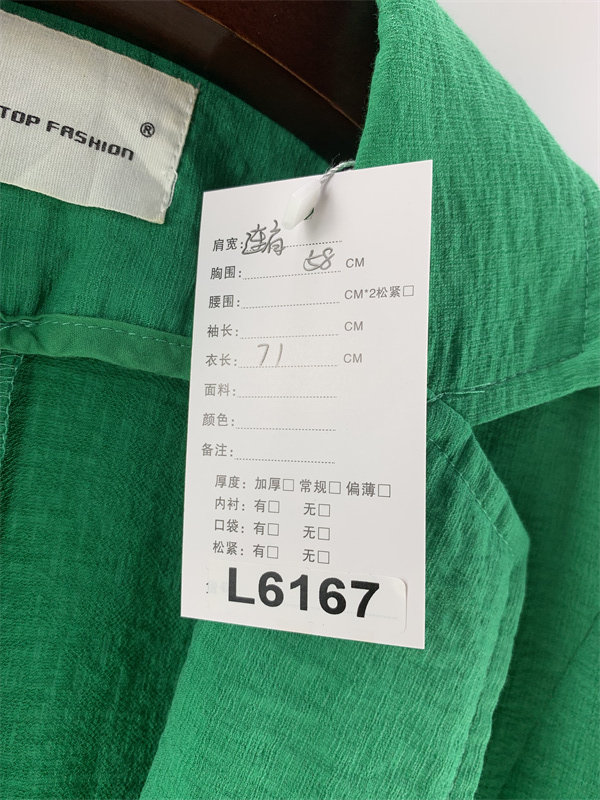 TOP FASHION ®
肩宽: 连肩
胸围: 58 CM
腰围: CM*2松紧□
袖长: CM
衣长: 71 CM
面料:
颜色:
备注:
厚度: 加厚□ 常规□ 偏薄□
内衬: 有□ 无□
口袋: 有□ 无□
松紧: 有□ 无□
L6167